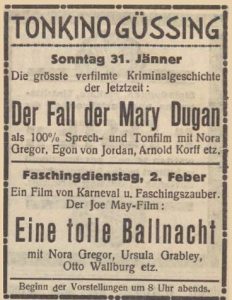 TONKINO GÜSSING
Sonntag 31. Jänner
Die grösste verfilmte Kriminalgeschichte
der Jetztzeit:
Der Fall der Mary Dugan
als 100% Sprech- und Tonfilm mit Nora
Gregor, Egon von Jordan, Arnold Korff etz.
Faschingdienstag, 2. Feber
Ein Film von Karneval u. Faschingszauber.
Der Joe May-Film:
Eine tolle Ballnacht
mit Nora Gregor, Ursula Grabley,
Otto Wallburg etz.
Beginn der Vorstellungen um 8 Uhr abends.